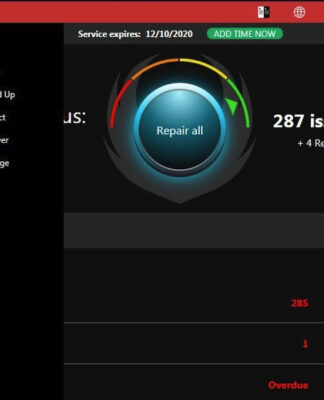 Service expires: 12/10/2020 ADD TIME NOW
d Up
ct
ver
ge
us:
Repair all
287 is
+ 4 Re
285
1
Overdue